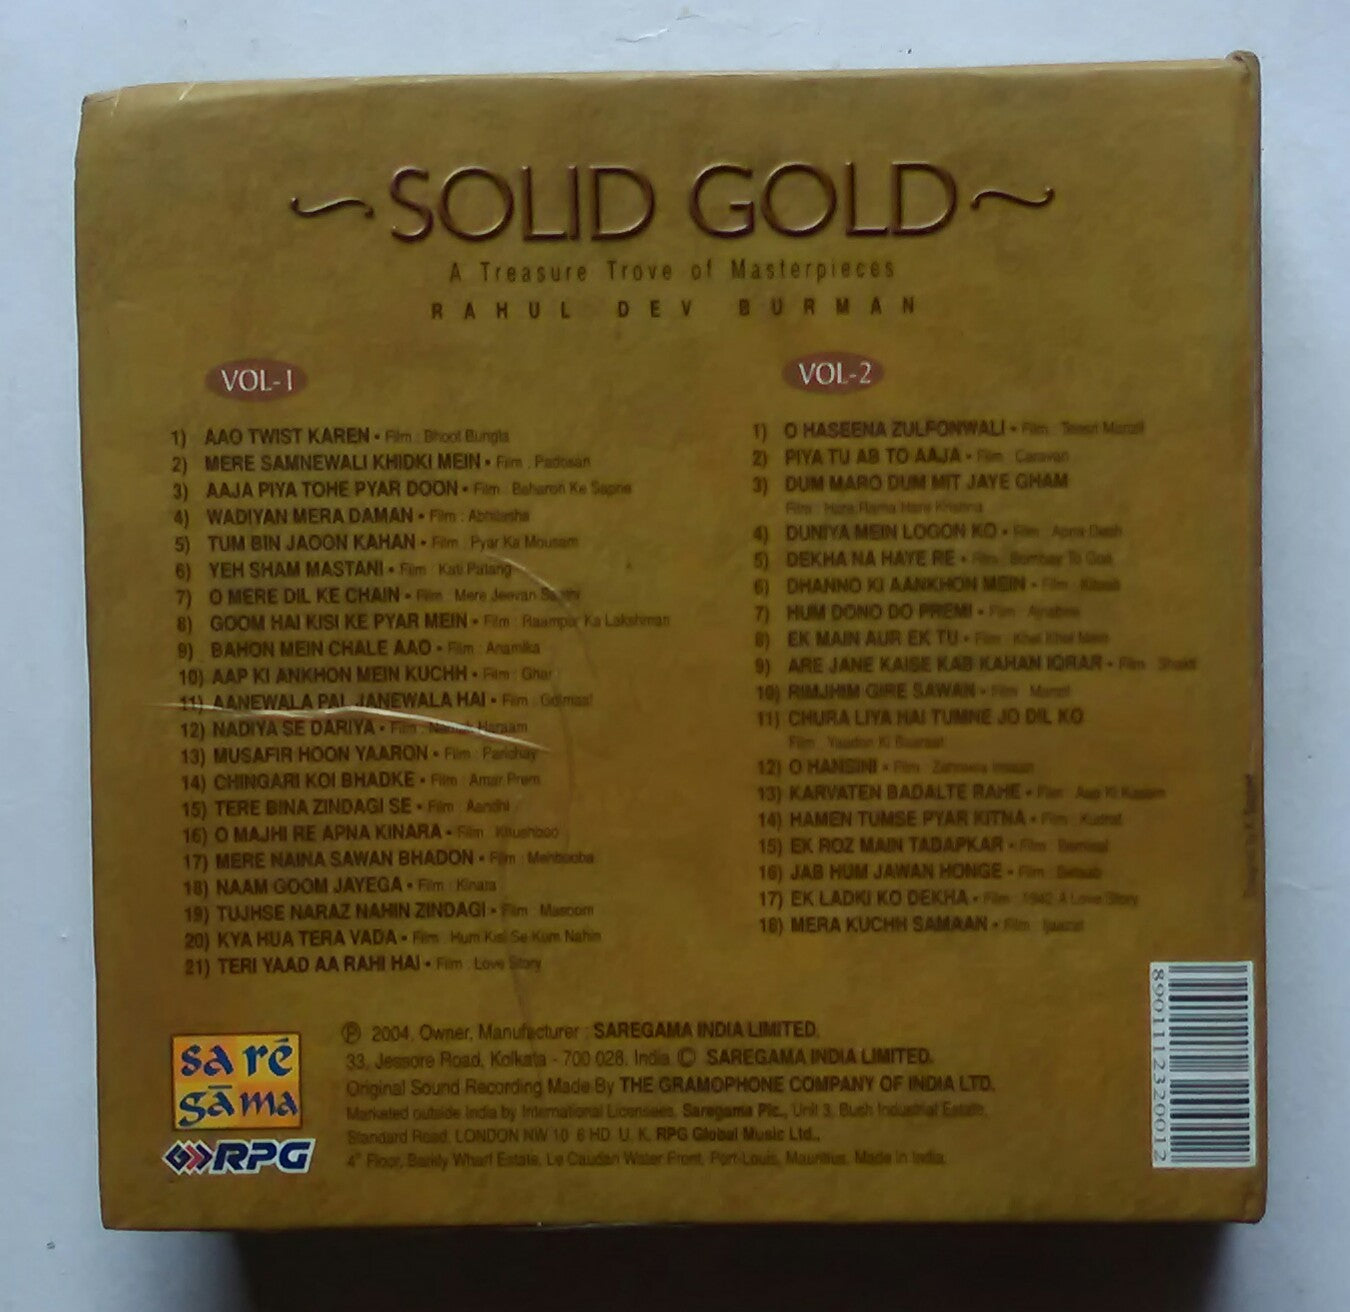 SOLID GOLD
A Treasure Trove of Masterpieces
RAHUL DEV BURMAN
VOL-1
1) AAO TWIST KAREN • Film : Bhoot Bungla
2) MERE SAMNEWALI KHIDKI MEIN • Film : Padosan
3) AAJA PIYA TOHE PYAR DOON • Film : Baharon Ke Sapne
4) WADIYAN MERA DAMAN • Film : Abhilasha
5) TUM BIN JAOON KAHAN • Film : Pyar Ka Mousam
6) YEH SHAM MASTANI • Film : Kati Patang
7) O MERE DIL KE CHAIN • Film : Mere Jeevan Saathi
8) GOOM HAI KISI KE PYAR MEIN • Film : Raampur Ka Lakshman
9) BAHON MEIN CHALE AAO • Film : Anamika
10) AAP KI ANKHON MEIN KUCHH • Film : Ghar
11) AANEWALA PAL JANEWALA HAI • Film : Golmaal
12) NADIYA SE DARIYA • Film : Namak Haraam
13) MUSAFIR HOON YAARON • Film : Parichay
14) CHINGARI KOI BHADKE • Film : Amar Prem
15) TERE BINA ZINDAGI SE • Film : Aandhi
16) O MAJHI RE APNA KINARA • Film : Khushboo
17) MERE NAINA SAWAN BHADON • Film : Mehbooba
18) NAAM GOOM JAYEGA • Film : Kinara
19) TUJHSE NARAZ NAHIN ZINDAGI • Film : Masoom
20) KYA HUA TERA VADA • Film : Hum Kisi Se Kum Nahin
21) TERI YAAD AA RAHI HAI • Film : Love Story
VOL-2
1) O HASEENA ZULFONWALI • Film : Teesri Manzil
2) PIYA TU AB TO AAJA • Film : Caravan
3) DUM MARO DUM MIT JAYE GHAM
Film : Hare Rama Hare Krishna
4) DUNIYA MEIN LOGON KO • Film : Apna Desh
5) DEKHA NA HAYE RE • Film : Bombay To Goa
6) DHANNO KI AANKHON MEIN • Film : Kitaab
7) HUM DONO DO PREMI • Film : Ajnabee
8) EK MAIN AUR EK TU • Film : Khel Khel Mein
9) ARE JANE KAISE KAB KAHAN IQRAR • Film : Shakti
10) RIMJHIM GIRE SAWAN • Film : Manzil
11) CHURA LIYA HAI TUMNE JO DIL KO
Film : Yaadon Ki Baaraat
12) O HANSINI • Film : Zehreela Insaan
13) KARVATEN BADALTE RAHE • Film : Aap Ki Kasam
14) HAMEN TUMSE PYAR KITNA • Film : Kudrat
15) EK ROZ MAIN TADAPKAR • Film : Bemisal
16) JAB HUM JAWAN HONGE • Film : Betaab
17) EK LADKI KO DEKHA • Film : 1942 A Love Story
18) MERA KUCHH SAMAAN • Film : Ijaazat
sa ré
gāma
RPG
Ⓟ 2004, Owner, Manufacturer : SAREGAMA INDIA LIMITED.
33, Jessore Road, Kolkata - 700 028. India © SAREGAMA INDIA LIMITED.
Original Sound Recording Made By THE GRAMOPHONE COMPANY OF INDIA LTD.
Marketed outside India by International Licensees, Saregama Plc., Unit 3, Bush Industrial Estate,
Standard Road, LONDON NW 10 6 HD U. K. RPG Global Music Ltd.,
4" Floor, Barkly Wharf Estate, Le Caudan Water Front, Port-Louis, Mauritius. Made in India.
8901111232001 2